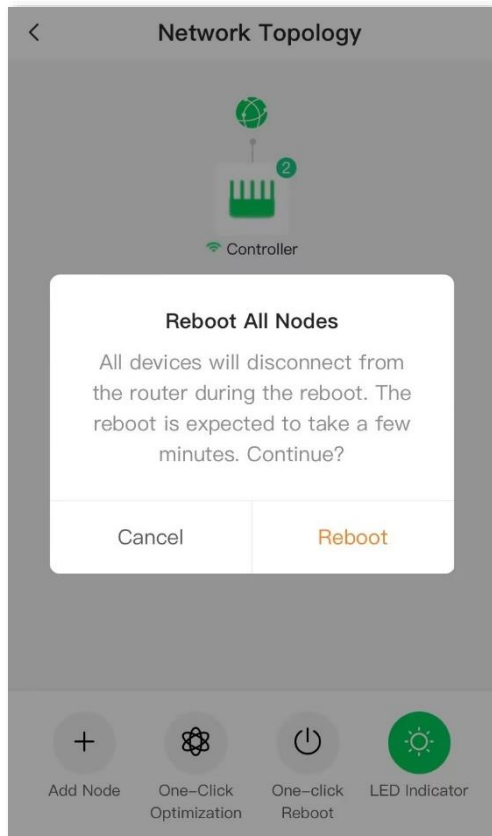 Network Topology
2
Controller
Reboot All Nodes
All devices will disconnect from
the router during the reboot. The
reboot is expected to take a few
minutes. Continue?
Cancel
Reboot
Add Node
One-Click
Optimization
One-click
Reboot
LED Indicator